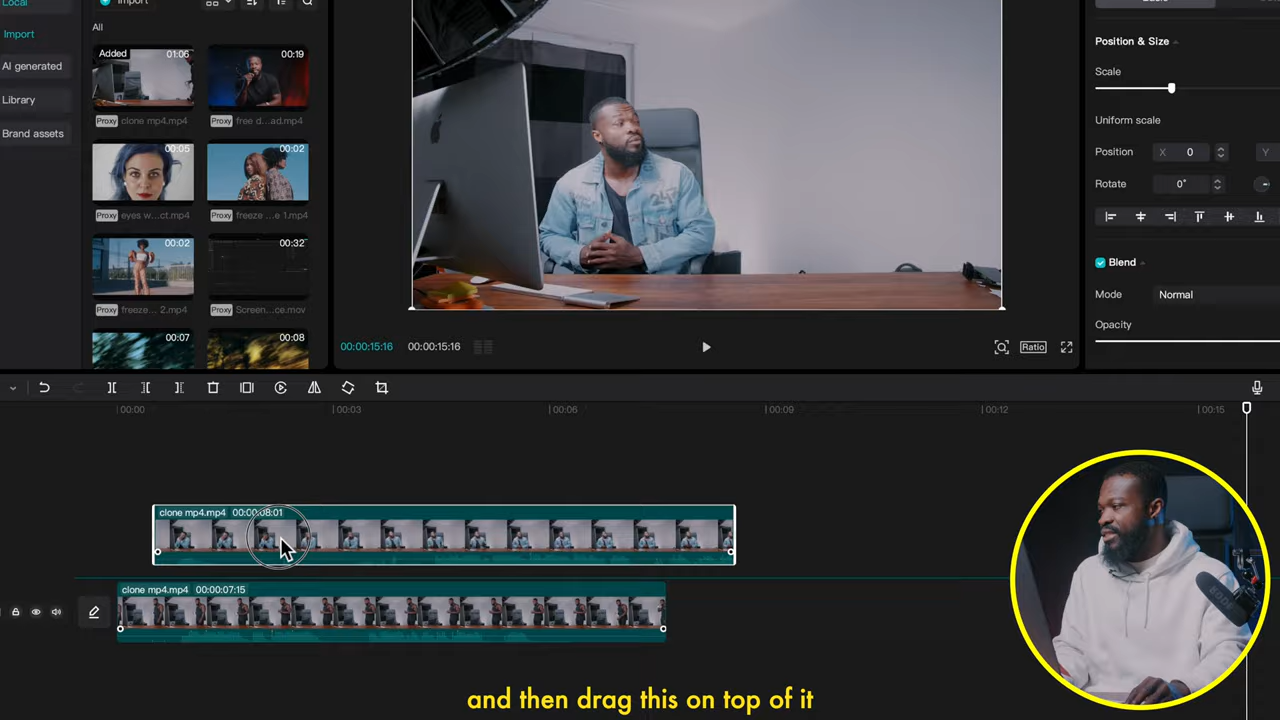 Local
Import
Import
AI generated
Library
Brand assets
All
Added 01:06
Proxy clone mp4.mp4
00:19
Proxy free d...ad.mp4
00:05
Proxy eyes w...ct.mp4
00:02
Proxy freeze ...e 1.mp4
00:02
Proxy freeze... 2.mp4
00:32
Proxy Screen...ce.mov
00:07
00:08
00:00:15:16 00:00:15:16
Ratio
Position & Size
Scale
Uniform scale
Position X 0 Y
Rotate 0°
Blend
Mode Normal
Opacity
00:00 00:03 00:06 00:09 00:12 00:15
clone mp4.mp4 00:00:08:01
clone mp4.mp4 00:00:07:15
and then drag this on top of it